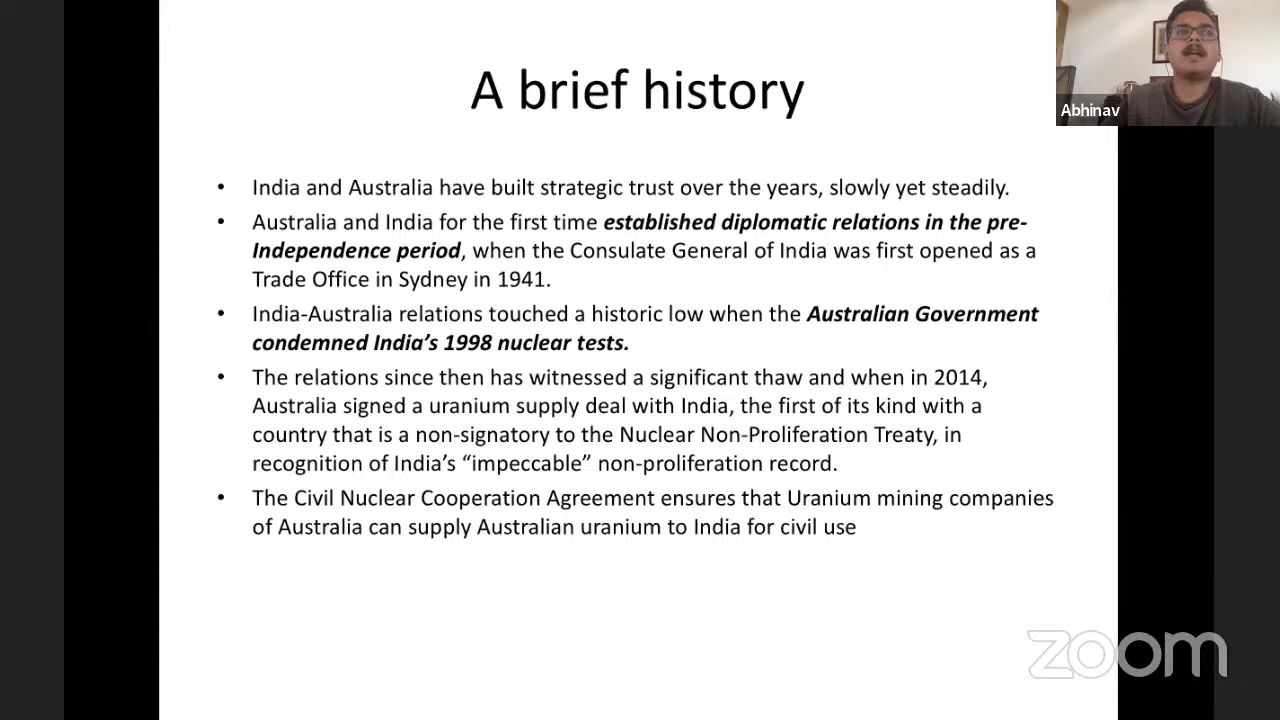 A brief history
Abhinav
• India and Australia have built strategic trust over the years, slowly yet steadily.
• Australia and India for the first time established diplomatic relations in the pre-
Independence period, when the Consulate General of India was first opened as a
Trade Office in Sydney in 1941.
• India-Australia relations touched a historic low when the Australian Government
condemned India’s 1998 nuclear tests.
• The relations since then has witnessed a significant thaw and when in 2014,
Australia signed a uranium supply deal with India, the first of its kind with a
country that is a non-signatory to the Nuclear Non-Proliferation Treaty, in
recognition of India’s “impeccable” non-proliferation record.
• The Civil Nuclear Cooperation Agreement ensures that Uranium mining companies
of Australia can supply Australian uranium to India for civil use
zoom